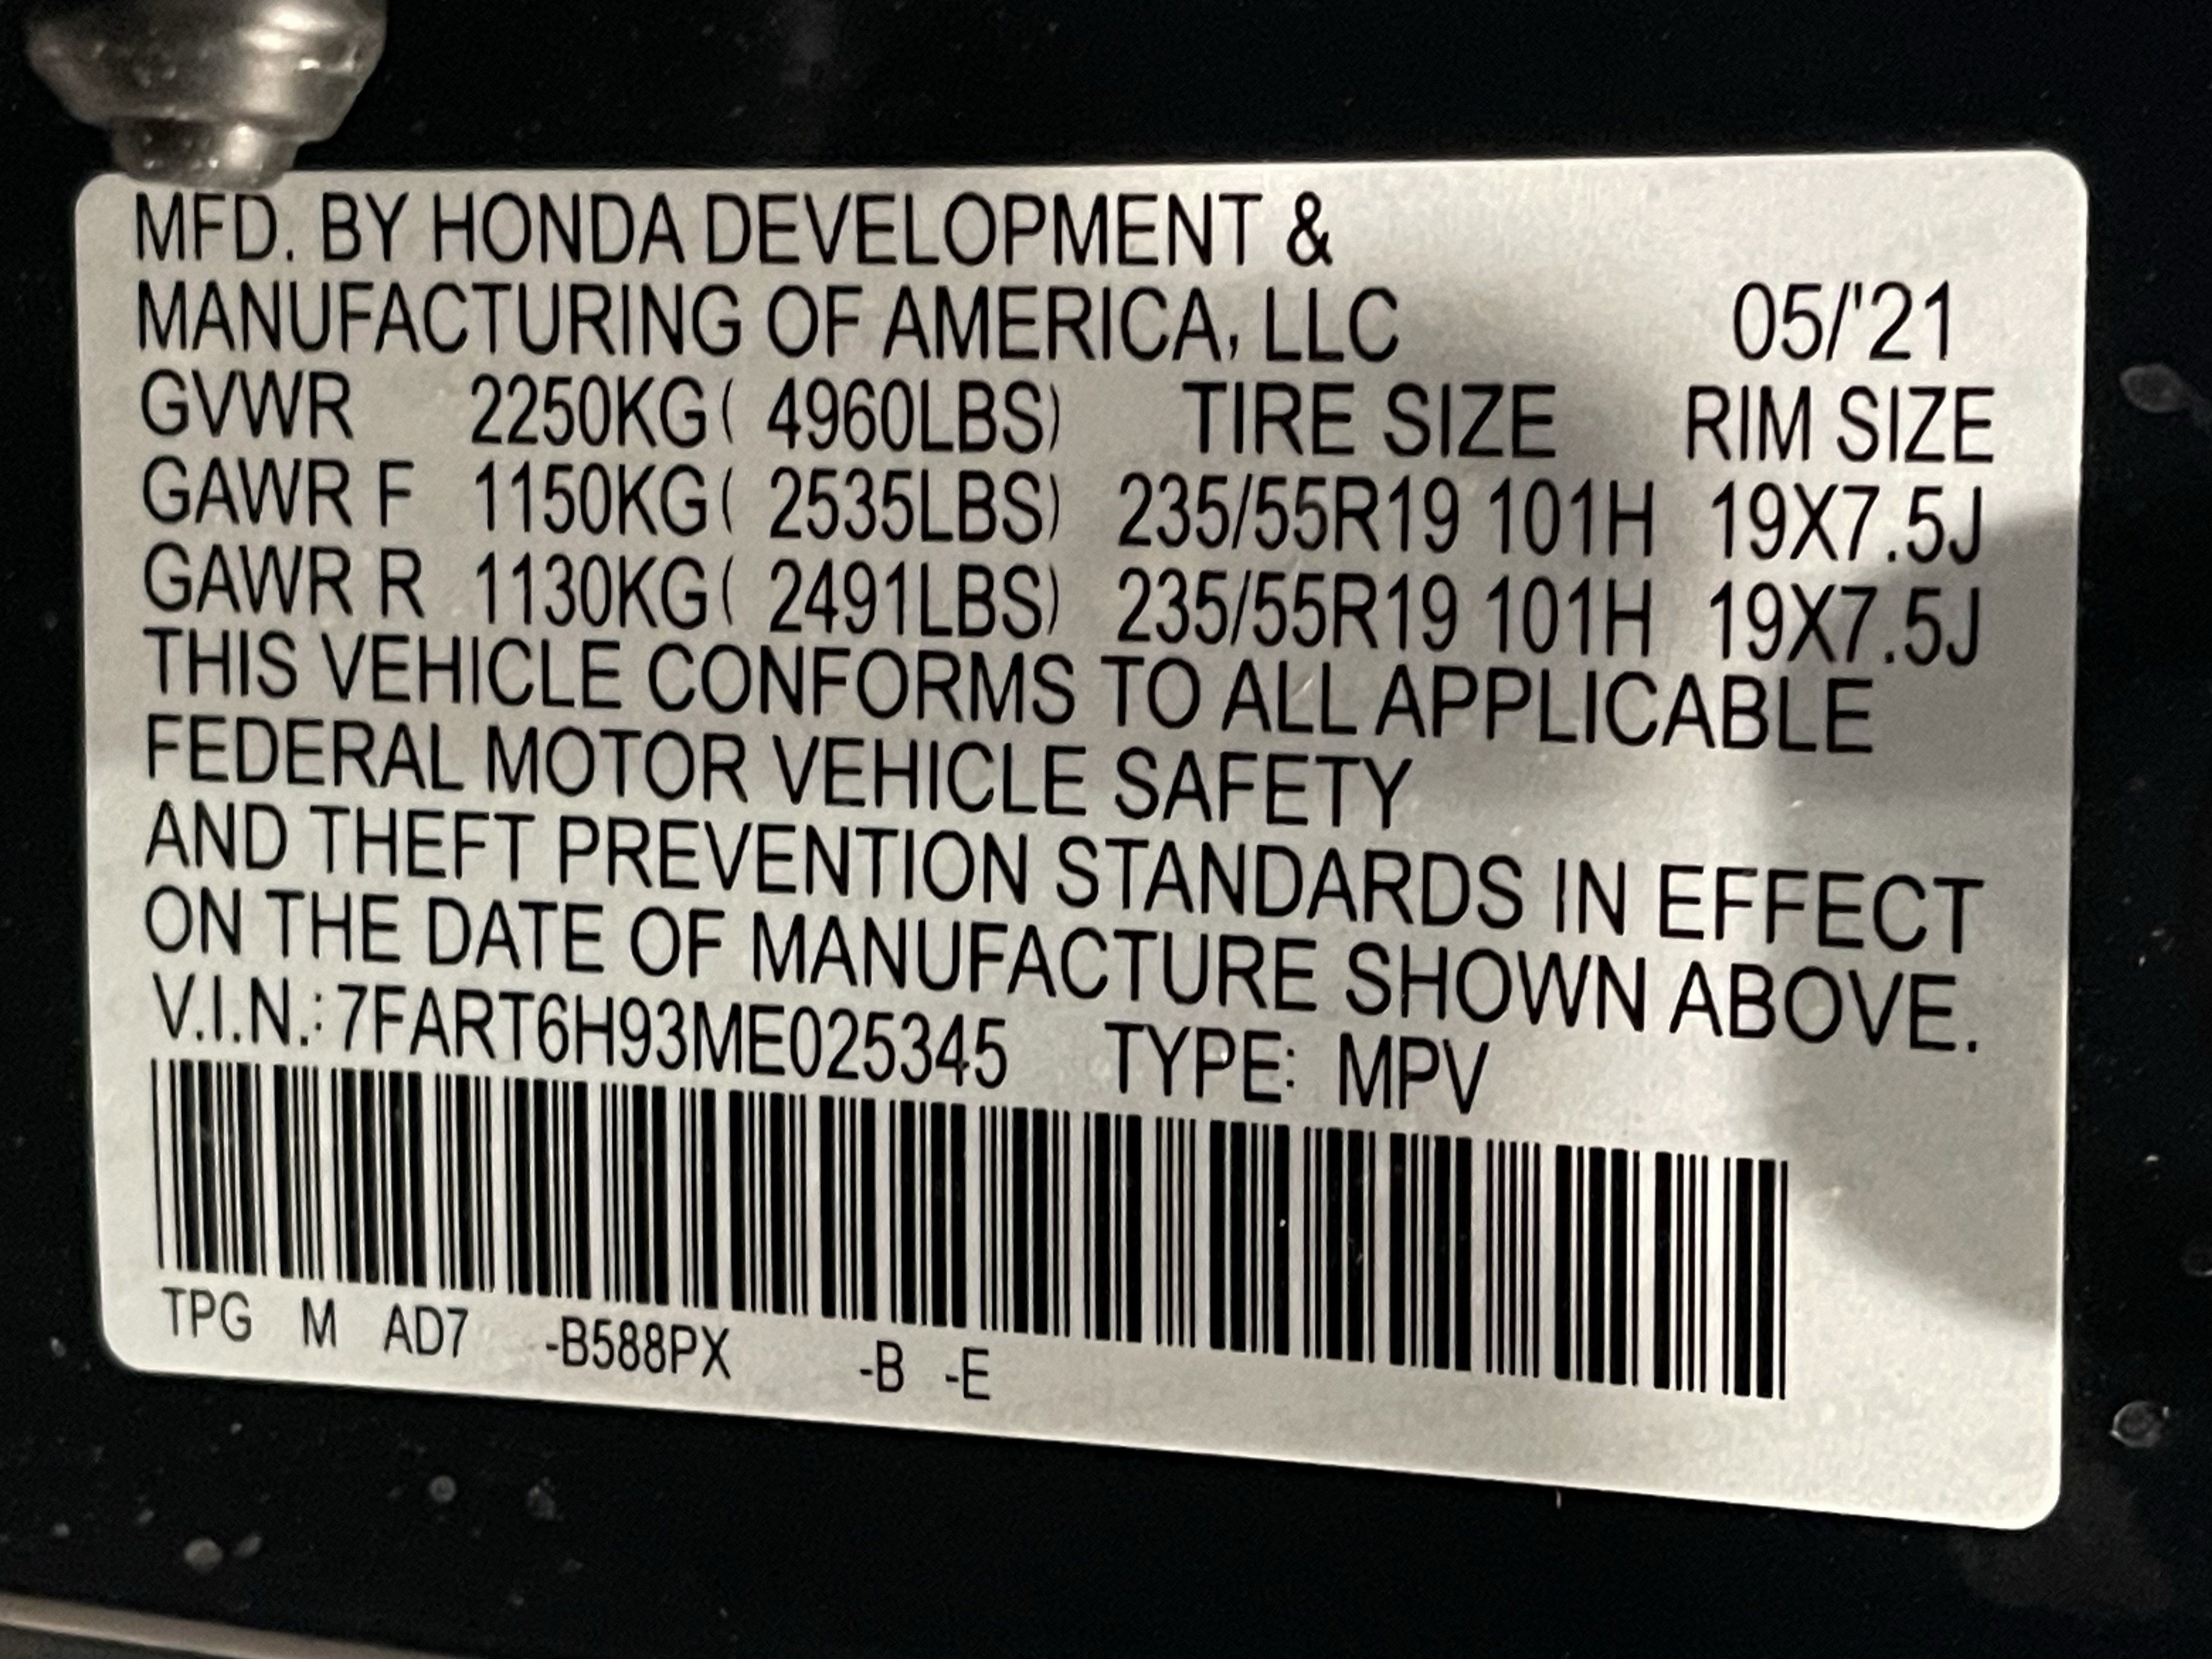 MFD. BY HONDA DEVELOPMENT &
MANUFACTURING OF AMERICA, LLC 05/'21
GVWR 2250KG( 4960LBS) TIRE SIZE RIM SIZE
GAWR F 1150KG( 2535LBS) 235/55R19 101H 19X7.5J
GAWR R 1130KG( 2491LBS) 235/55R19 101H 19X7.5J
THIS VEHICLE CONFORMS TO ALL APPLICABLE
FEDERAL MOTOR VEHICLE SAFETY
AND THEFT PREVENTION STANDARDS IN EFFECT
ON THE DATE OF MANUFACTURE SHOWN ABOVE.
V.I.N.:7FART6H93ME025345 TYPE: MPV
TPG M AD7 -B588PX -B -E